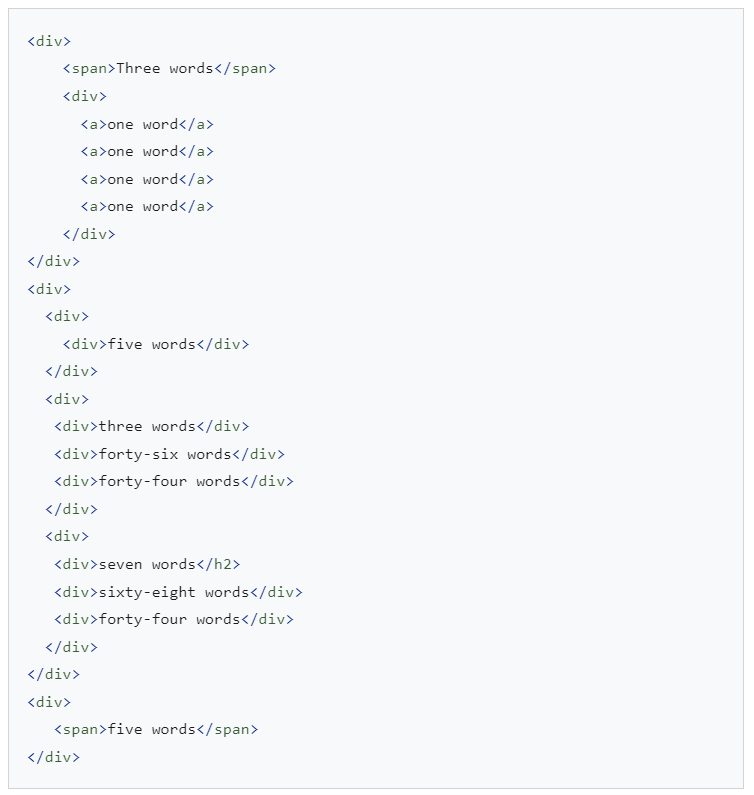 <div>
<span>Three words</span>
<div>
<a>one word</a>
<a>one word</a>
<a>one word</a>
<a>one word</a>
</div>
</div>
<div>
<div>
<div>five words</div>
</div>
<div>
<div>three words</div>
<div>forty-six words</div>
<div>forty-four words</div>
</div>
<div>
<div>seven words</h2>
<div>sixty-eight words</div>
<div>forty-four words</div>
</div>
</div>
<div>
<span>five words</span>
</div>